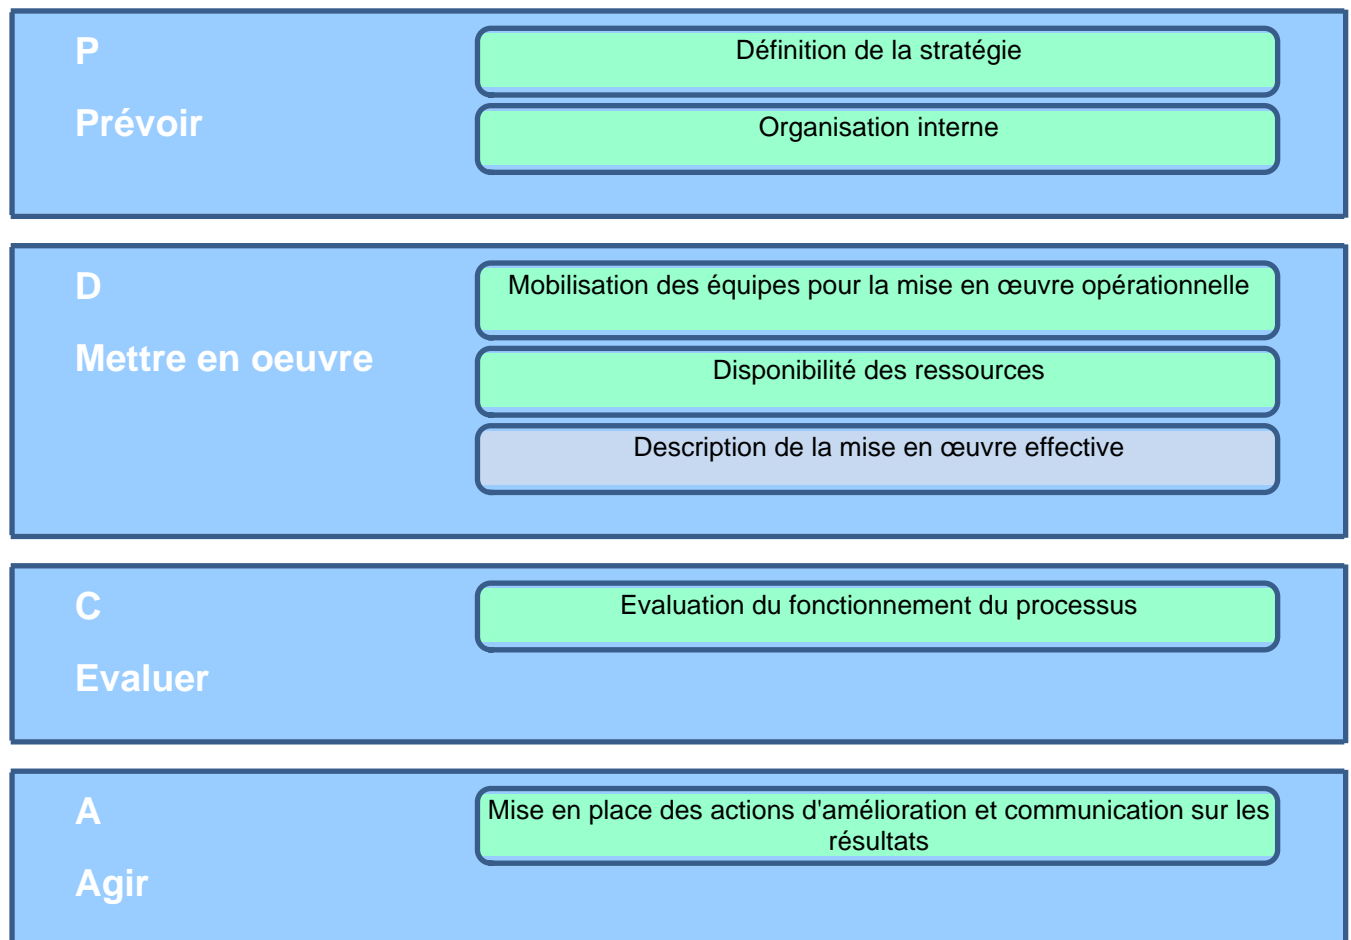 P
Prévoir
Définition de la stratégie
Organisation interne
D
Mettre en oeuvre
Mobilisation des équipes pour la mise en œuvre opérationnelle
Disponibilité des ressources
Description de la mise en œuvre effective
C
Evaluer
Evaluation du fonctionnement du processus
A
Agir
Mise en place des actions d'amélioration et communication sur les
résultats